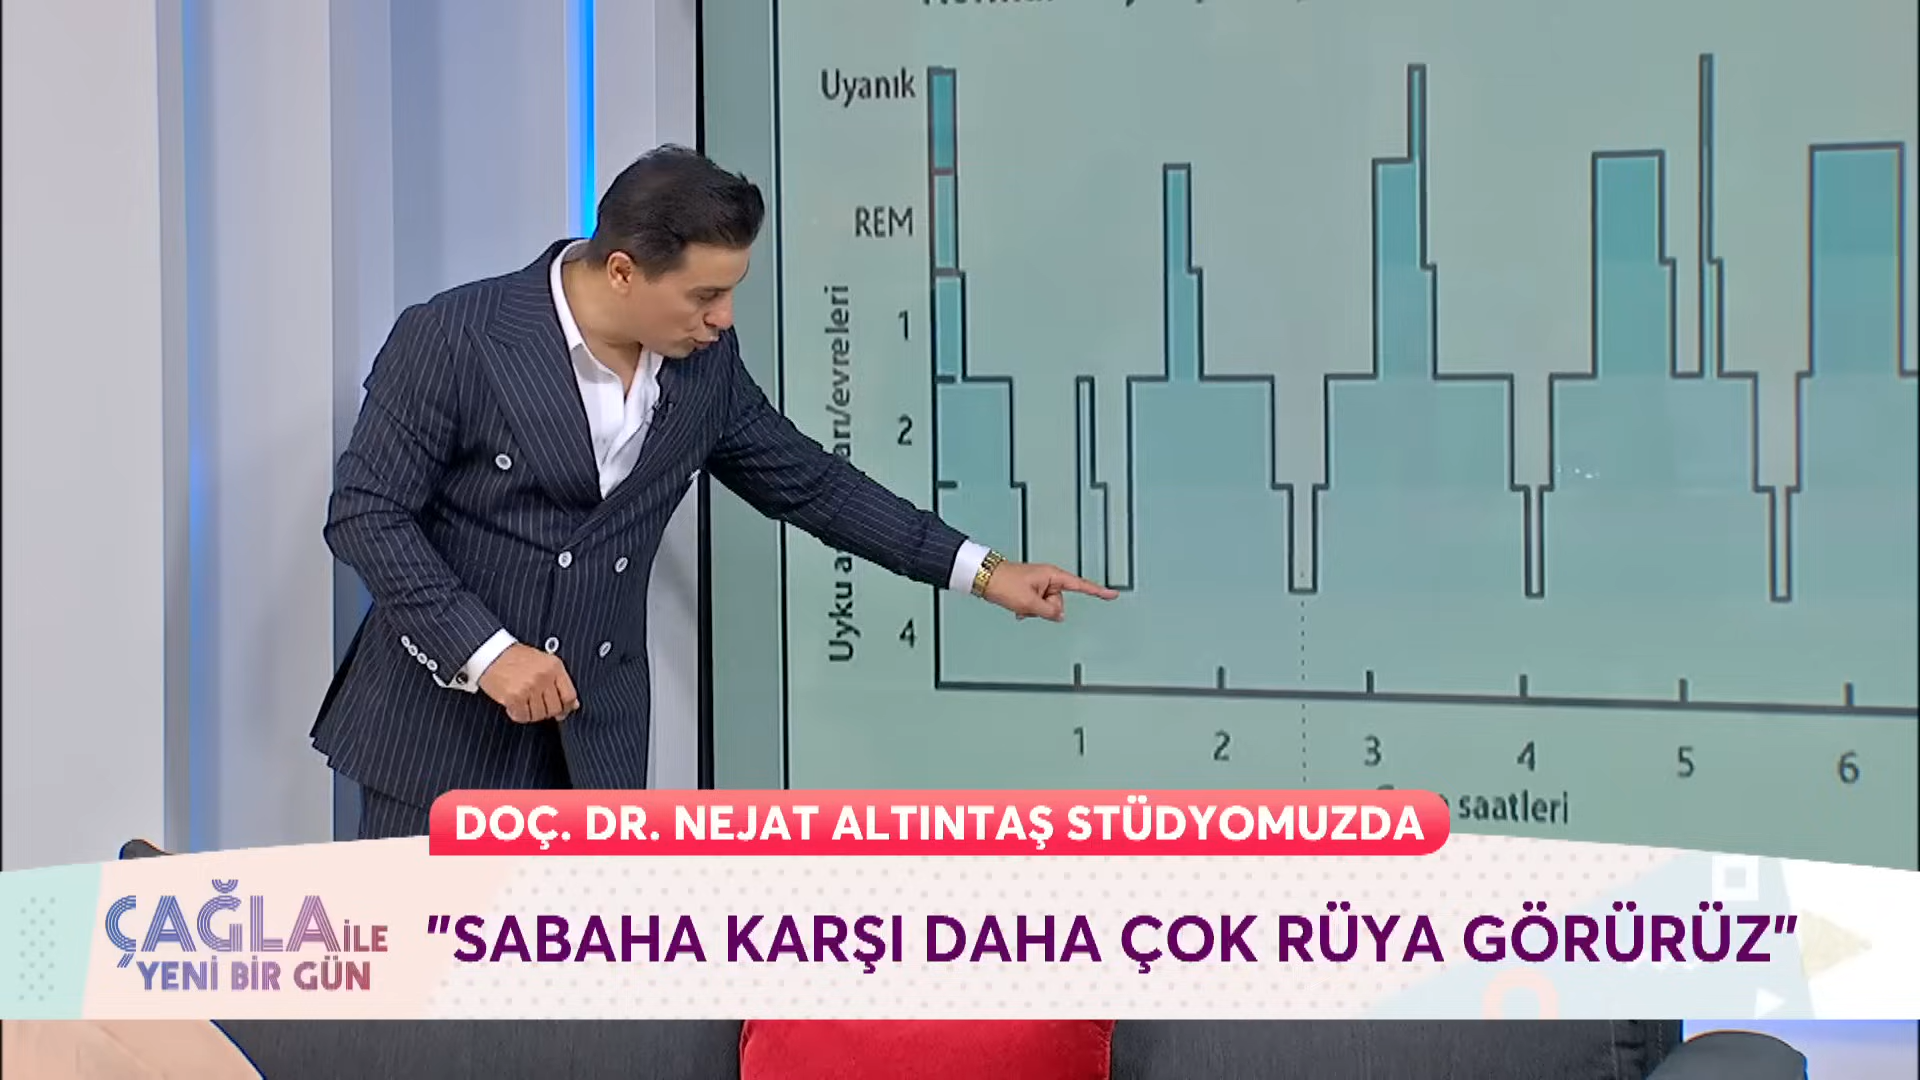 Uyanık
REM
1
2
4
1 2 3 4 5 6
saatleri
DOÇ. DR. NEJAT ALTINTAŞ STÜDYOMUZDA
ÇAĞLA İLE
YENİ BİR GÜN
"SABAHA KARŞI DAHA ÇOK RÜYA GÖRÜRÜZ"